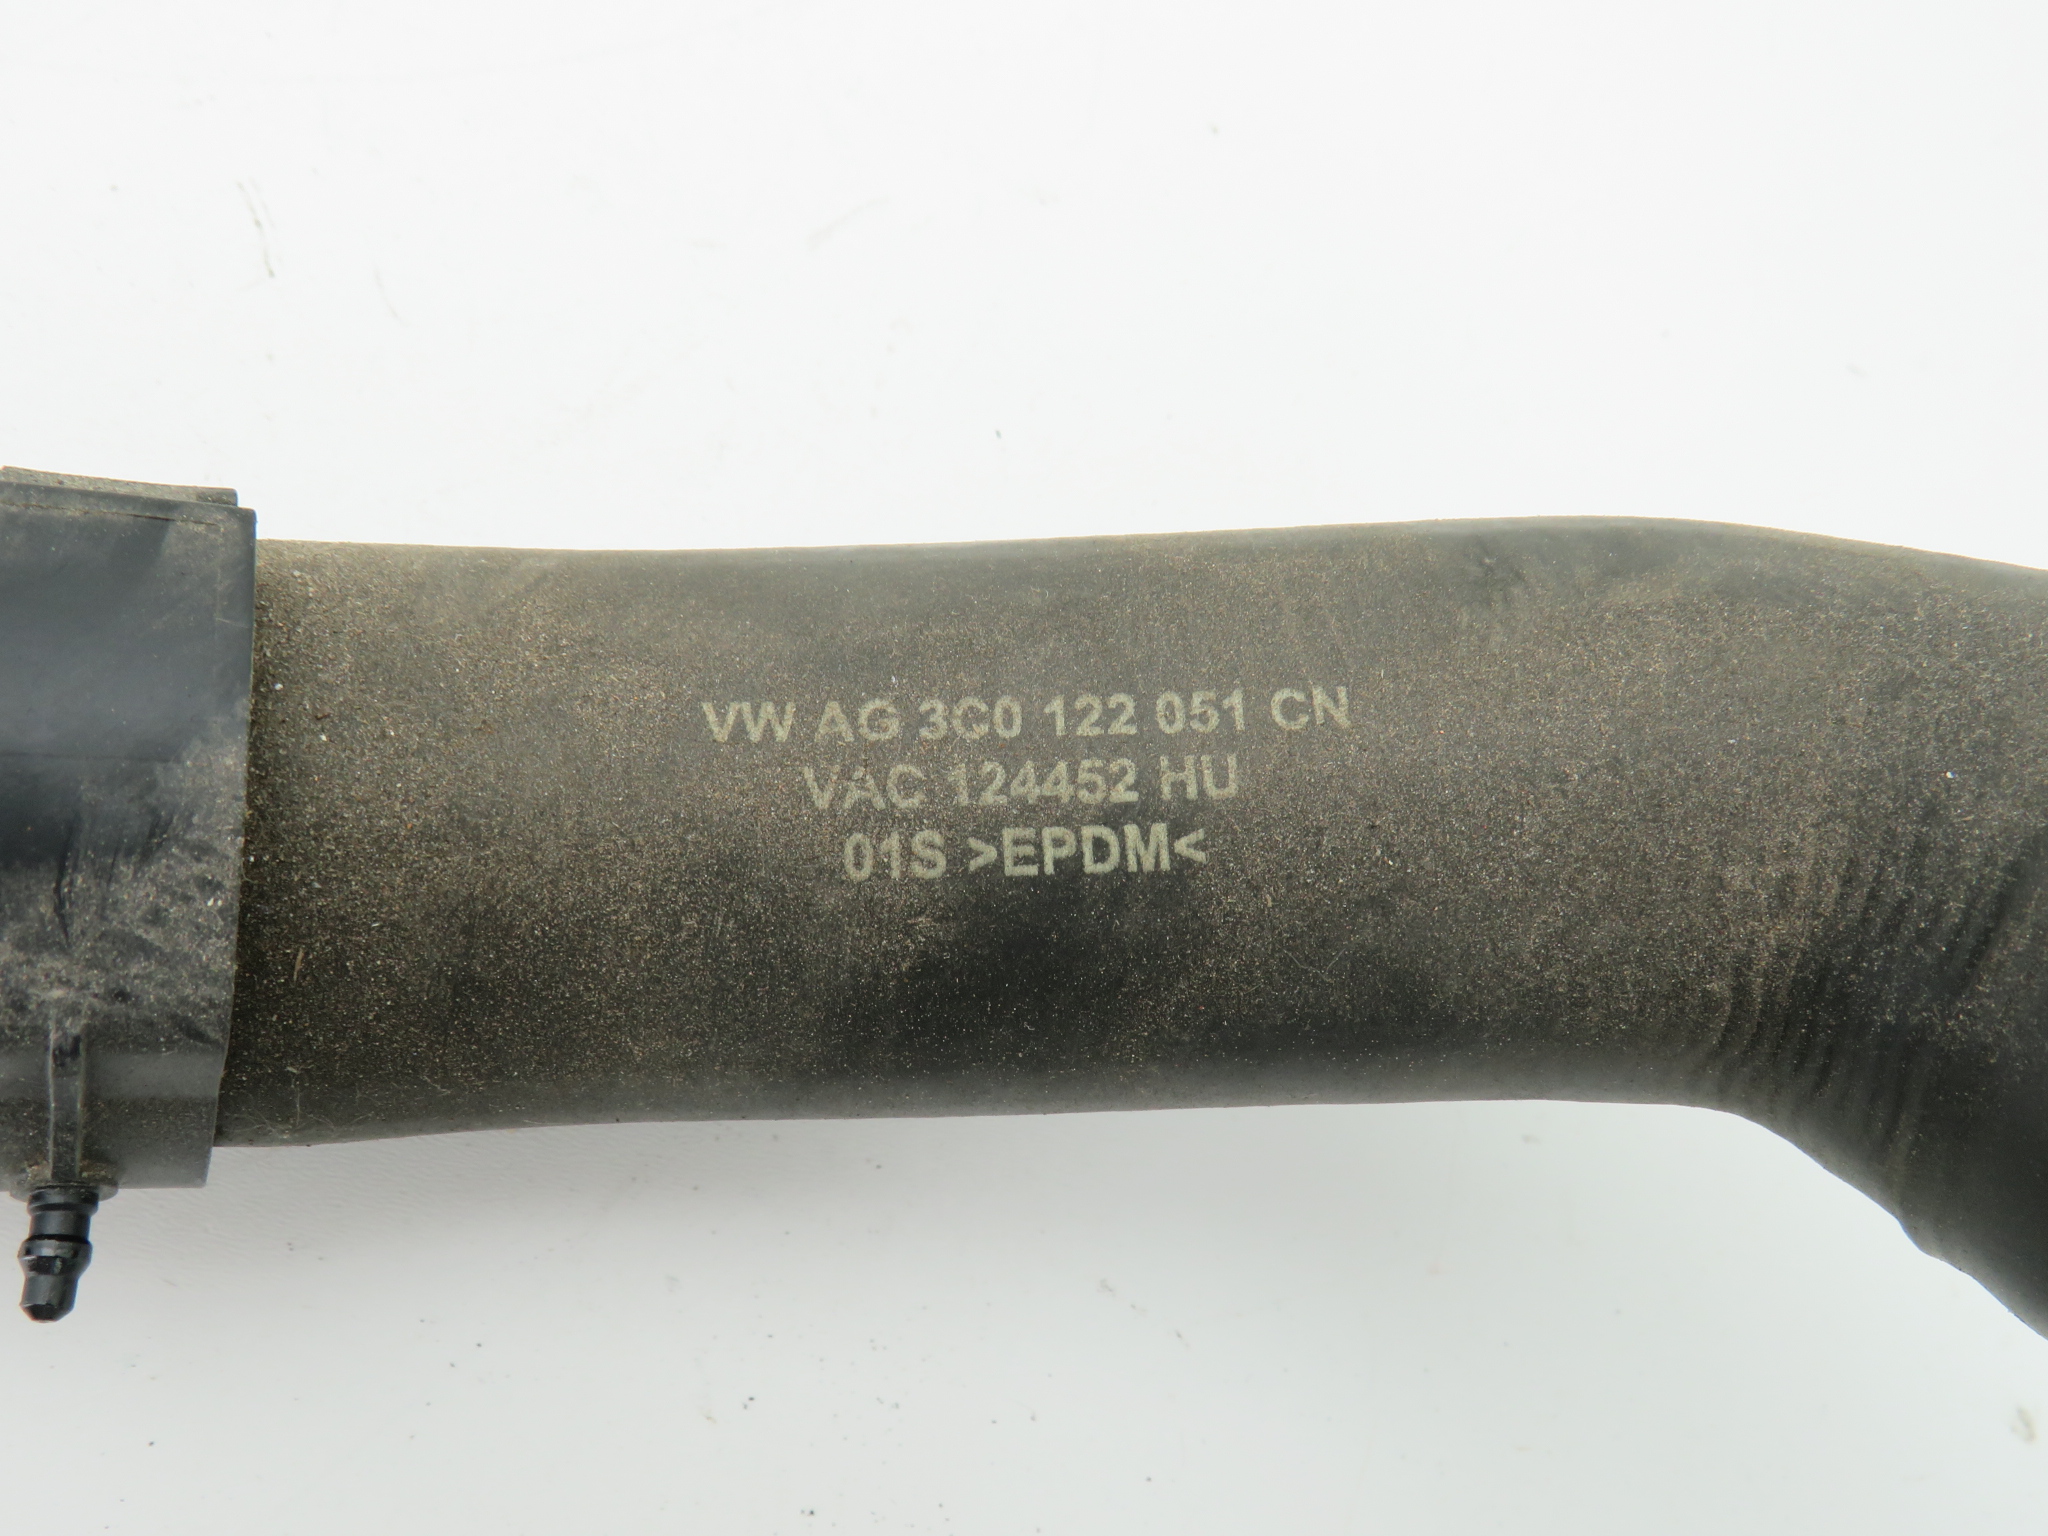 VW AG 3C0 122 051 CN
VAC 124452 HU
01S >EPDM<